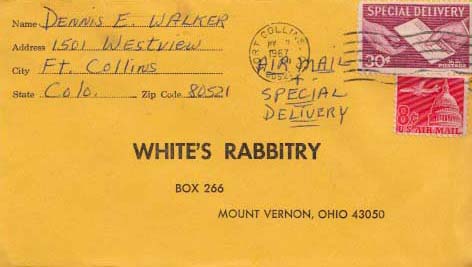 Name DENNIS E. WALKER
Address 1501 Westview
City Ft. Collins
State Colo. Zip Code 80521
FORT COLLINS
1967
AIR MAIL
+
SPECIAL
DELIVERY
SPECIAL DELIVERY
30¢
8¢
US AIR MAIL
WHITE'S RABBITRY
BOX 266
MOUNT VERNON, OHIO 43050